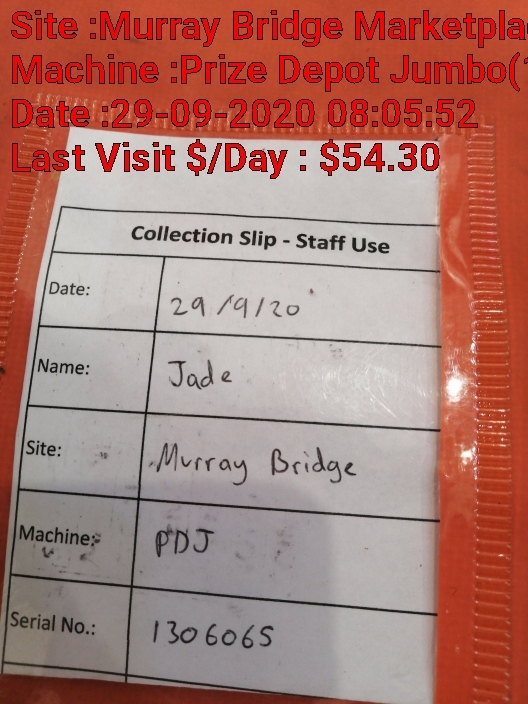 Site :Murray Bridge Marketpla
Machine :Prize Depot Jumbo(
Date :29-09-2020 08:05:52
Last Visit $/Day : $54.30
Collection Slip - Staff Use
Date: 29/9/20
Name: Jade
Site: Murray Bridge
Machine: PDJ
Serial No.: 1306065